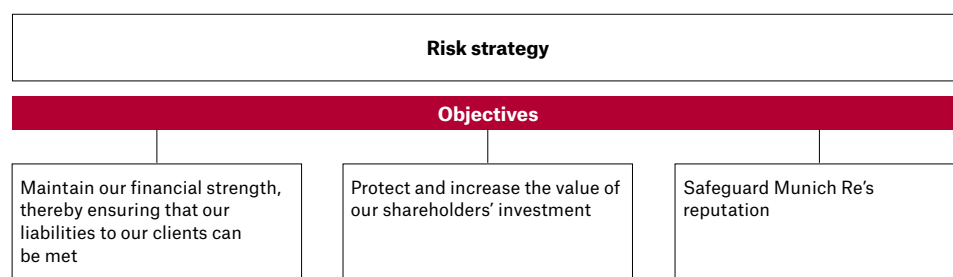 Risk strategy
Objectives
Maintain our financial strength,
thereby ensuring that our
liabilities to our clients can
be met
Protect and increase the value of
our shareholders’ investment
Safeguard Munich Re’s
reputation